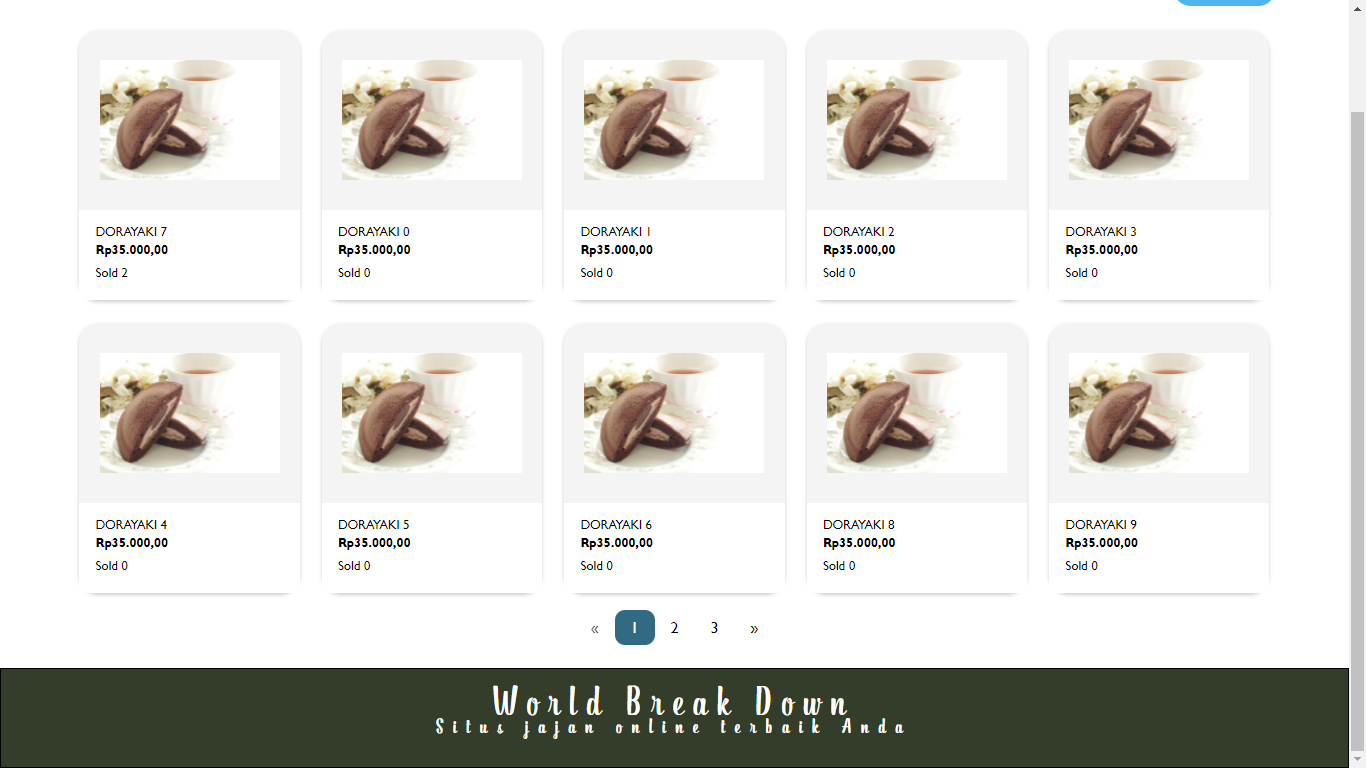 DORAYAKI 7
Rp35.000,00
Sold 2
DORAYAKI 0
Rp35.000,00
Sold 0
DORAYAKI 1
Rp35.000,00
Sold 0
DORAYAKI 2
Rp35.000,00
Sold 0
DORAYAKI 3
Rp35.000,00
Sold 0
DORAYAKI 4
Rp35.000,00
Sold 0
DORAYAKI 5
Rp35.000,00
Sold 0
DORAYAKI 6
Rp35.000,00
Sold 0
DORAYAKI 8
Rp35.000,00
Sold 0
DORAYAKI 9
Rp35.000,00
Sold 0
« 1 2 3 »
World Break Down
Situs jajan online terbaik Anda